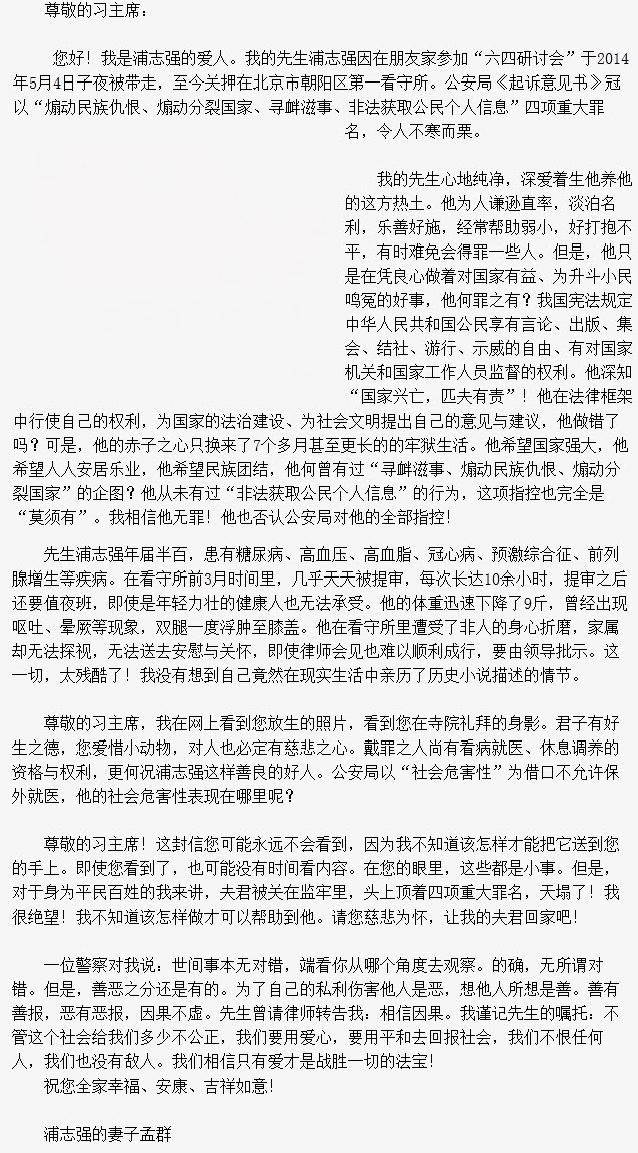 尊敬的习主席：
您好！我是浦志强的爱人。我的先生浦志强因在朋友家参加“六四研讨会”于2014
年5月4日子夜被带走，至今关押在北京市朝阳区第一看守所。公安局《起诉意见书》冠
以“煽动民族仇恨、煽动分裂国家、寻衅滋事、非法获取公民个人信息”四项重大罪
名，令人不寒而栗。
我的先生心地纯净，深爱着生他养他
的这方热土。他为人谦逊直率，淡泊名
利，乐善好施，经常帮助弱小，好打抱不
平，有时难免会得罪一些人。但是，他只
是在凭良心做着对国家有益、为升斗小民
鸣冤的好事，他何罪之有？我国宪法规定
中华人民共和国公民享有言论、出版、集
会、结社、游行、示威的自由、有对国家
机关和国家工作人员监督的权利。他深知
“国家兴亡，匹夫有责”！他在法律框架
中行使自己的权利，为国家的法治建设、为社会文明提出自己的意见与建议，他做错了
吗？可是，他的赤子之心只换来了7个多月甚至更长的的牢狱生活。他希望国家强大，他
希望人人安居乐业，他希望民族团结，他何曾有过“寻衅滋事、煽动民族仇恨、煽动分
裂国家”的企图？他从未有过“非法获取公民个人信息”的行为，这项指控也完全是
“莫须有”。我相信他无罪！他也否认公安局对他的全部指控！
先生浦志强年届半百，患有糖尿病、高血压、高血脂、冠心病、预激综合征、前列
腺增生等疾病。在看守所前3月时间里，几乎天天被提审，每次长达10余小时，提审之后
还要值夜班，即使是年轻力壮的健康人也无法承受。他的体重迅速下降了9斤，曾经出现
呕吐、晕厥等现象，双腿一度浮肿至膝盖。他在看守所里遭受了非人的身心折磨，家属
却无法探视，无法送去安慰与关怀，即使律师会见也难以顺利成行，要由领导批示。这
一切，太残酷了！我没有想到自己竟然在现实生活中亲历了历史小说描述的情节。
尊敬的习主席，我在网上看到您放生的照片，看到您在寺院礼拜的身影。君子有好
生之德，您爱惜小动物，对人也必定有慈悲之心。戴罪之人尚有看病就医、休息调养的
资格与权利，更何况浦志强这样善良的好人。公安局以“社会危害性”为借口不允许保
外就医，他的社会危害性表现在哪里呢？
尊敬的习主席！这封信您可能永远不会看到，因为我不知道该怎样才能把它送到您
的手上。即使您看到了，也可能没有时间看内容。在您的眼里，这些都是小事。但是，
对于身为平民百姓的我来讲，夫君被关在监牢里，头上顶着四项重大罪名，天塌了！我
很绝望！我不知道该怎样做才可以帮助到他。请您慈悲为怀，让我的夫君回家吧！
一位警察对我说：世间事本无对错，端看你从哪个角度去观察。的确，无所谓对
错。但是，善恶之分还是有的。为了自己的私利伤害他人是恶，想他人所想是善。善有
善报，恶有恶报，因果不虚。先生曾请律师转告我：相信因果。我谨记先生的嘱托：不
管这个社会给我们多少不公正，我们要用爱心，要用平和去回报社会，我们不恨任何
人，我们也没有敌人。我们相信只有爱才是战胜一切的法宝！
祝您全家幸福、安康、吉祥如意！
浦志强的妻子孟群